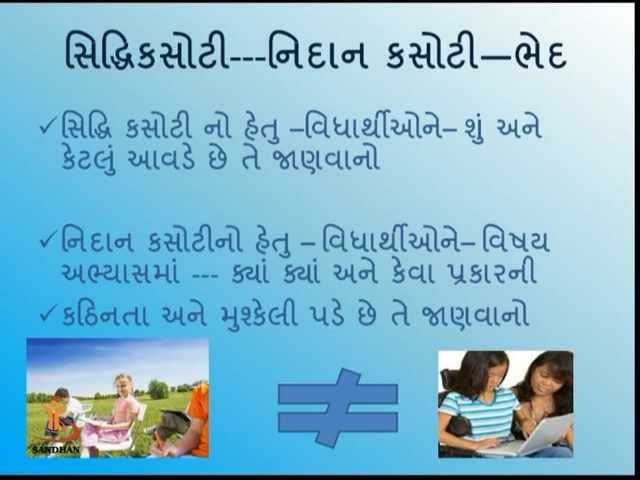 સિદ્ધિકસોટી---નિદાન કસોટી—ભેદ
સિદ્ધિ કસોટી નો હેતુ –વિધાર્થીઓને– શું અને
કેટલું આવડે છે તે જાણવાનો
નિદાન કસોટીનો હેતુ – વિધાર્થીઓને– વિષય
અભ્યાસમાં --- ક્યાં ક્યાં અને કેવા પ્રકારની
કઠિનતા અને મુશ્કેલી પડે છે તે જાણવાનો
SANDHAN